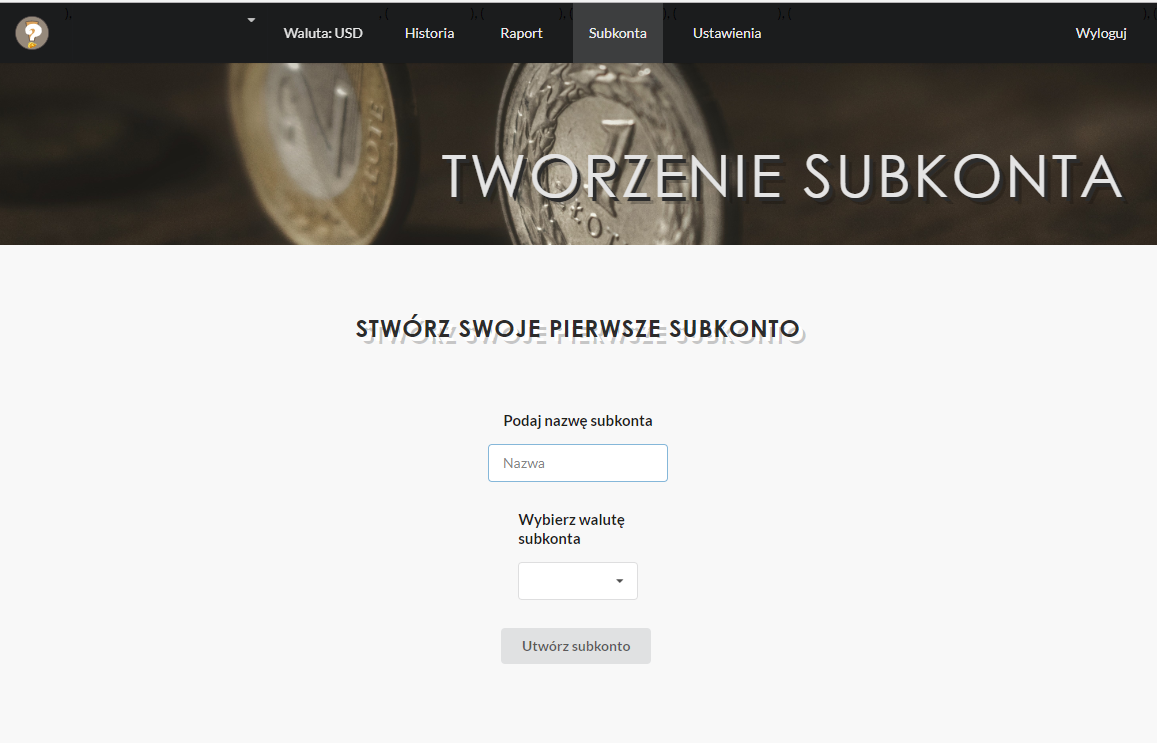 }, , { }, { }, { }, { }, { }, {
Waluta: USD Historia Raport Subkonta Ustawienia Wyloguj
TWORZENIE SUBKONTA
STWÓRZ SWOJE PIERWSZE SUBKONTO
Podaj nazwę subkonta
Nazwa
Wybierz walutę
subkonta
Utwórz subkonto